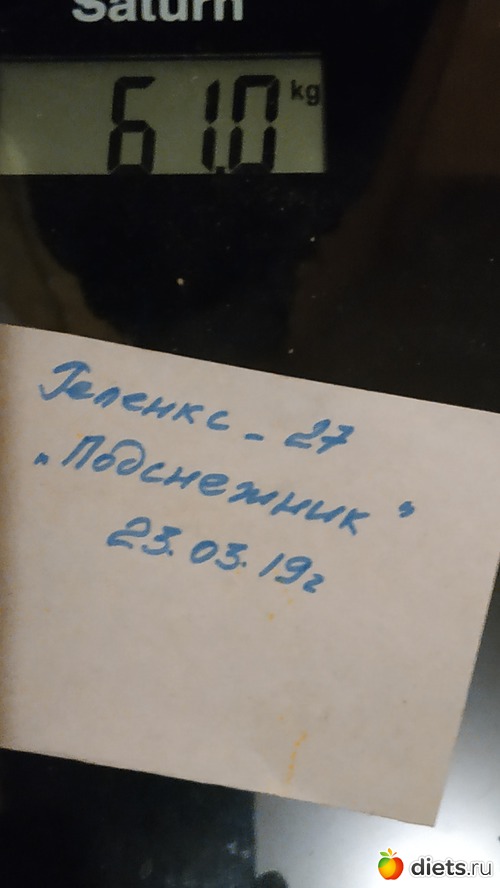 Saturn
61.0 kg
Геленкс - 27
"Подснежник"
23.03.19г
diets.ru